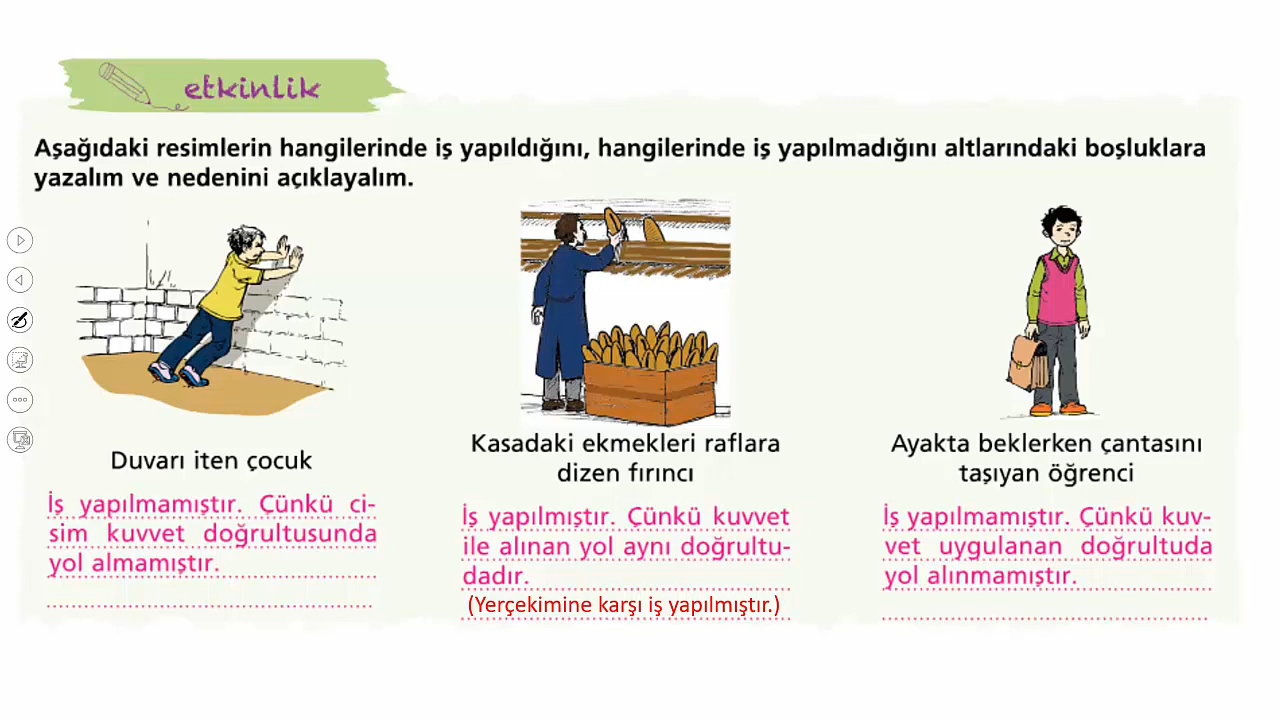 etkinlik
Aşağıdaki resimlerin hangilerinde iş yapıldığını, hangilerinde iş yapılmadığını altlarındaki boşluklara
yazalım ve nedenini açıklayalım.
Duvarı iten çocuk
İş yapılmamıştır. Çünkü ci-
sim kuvvet doğrultusunda
yol almamıştır.
Kasadaki ekmekleri raflara
dizen fırıncı
İş yapılmıştır. Çünkü kuvvet
ile alınan yol aynı doğrultu-
dadır.
(Yerçekimine karşı iş yapılmıştır.)
Ayakta beklerken çantasını
taşıyan öğrenci
İş yapılmamıştır. Çünkü kuv-
vet uygulanan doğrultuda
yol alınmamıştır.